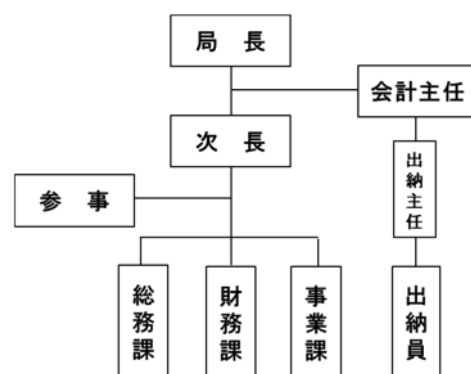 局 長
会計主任
次 長
出納主任
参 事
総務課
財務課
事業課
出納員